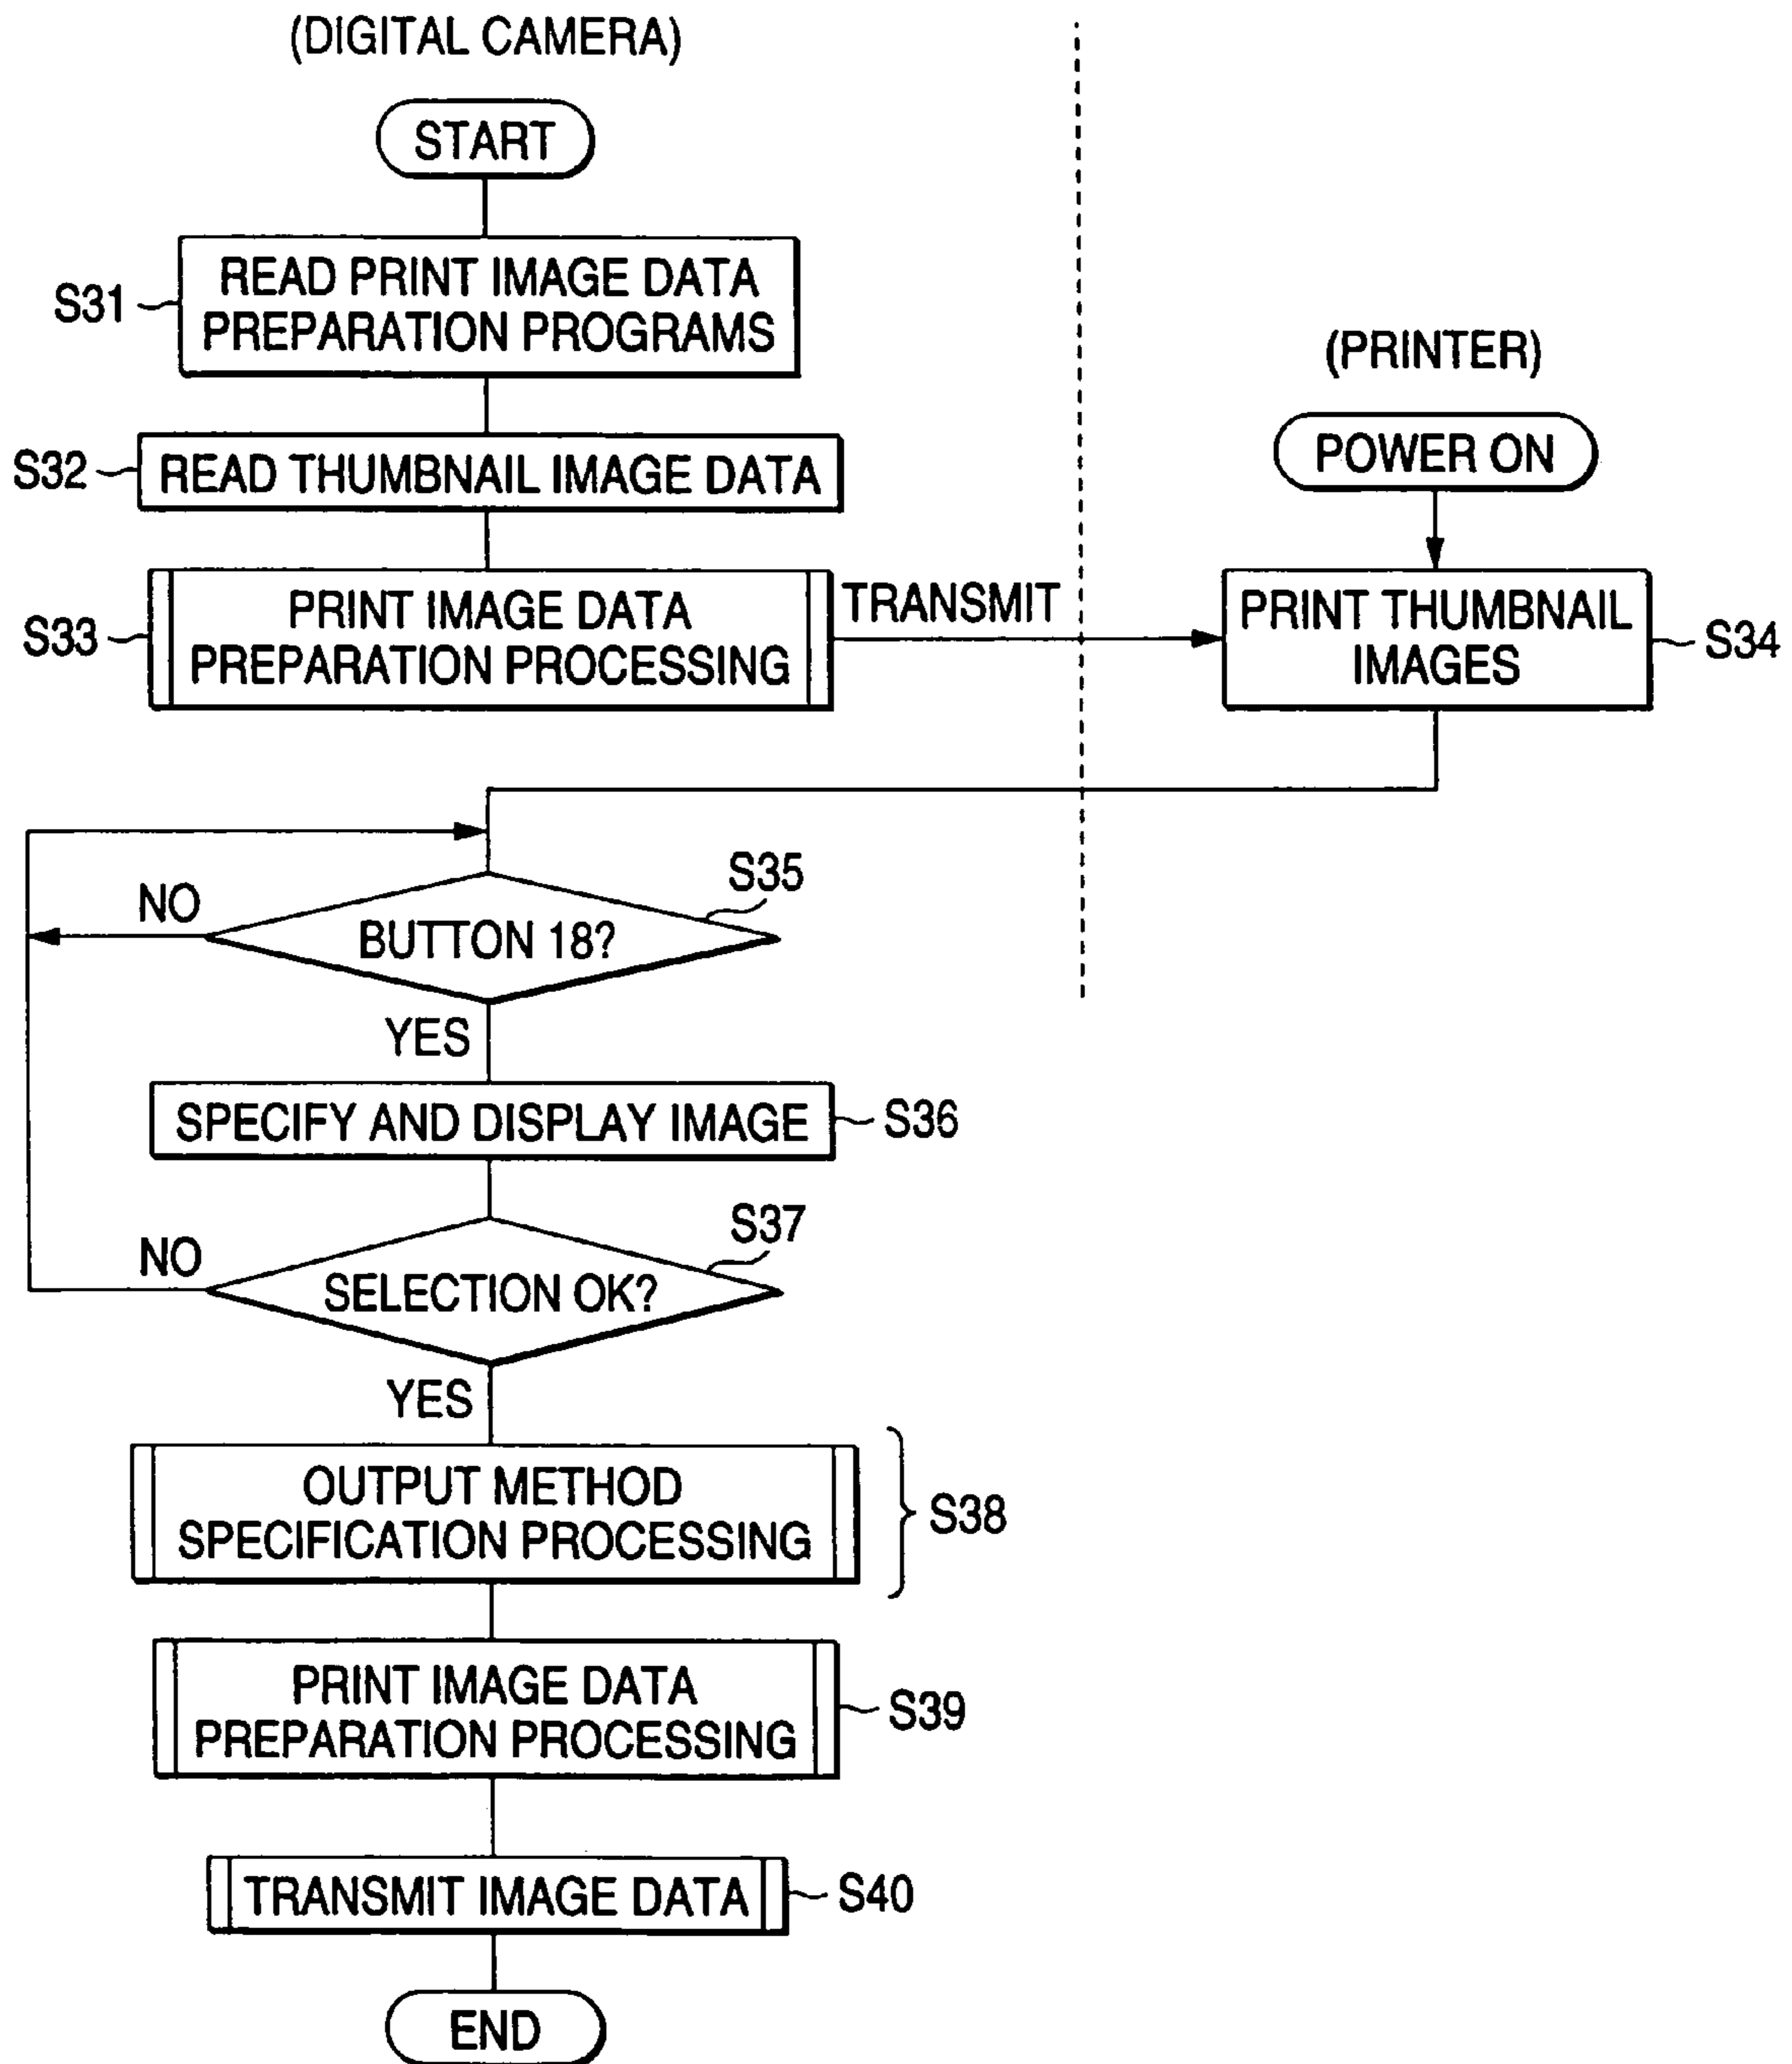 (DIGITAL CAMERA)
START
S31
READ PRINT IMAGE DATA
PREPARATION PROGRAMS
(PRINTER)
S32
READ THUMBNAIL IMAGE DATA
POWER ON
S33
PRINT IMAGE DATA
PREPARATION PROCESSING
TRANSMIT
PRINT THUMBNAIL
IMAGES
S34
S35
NO
BUTTON 18?
YES
SPECIFY AND DISPLAY IMAGE
S36
S37
NO
SELECTION OK?
YES
OUTPUT METHOD
SPECIFICATION PROCESSING
S38
PRINT IMAGE DATA
PREPARATION PROCESSING
S39
TRANSMIT IMAGE DATA
S40
END